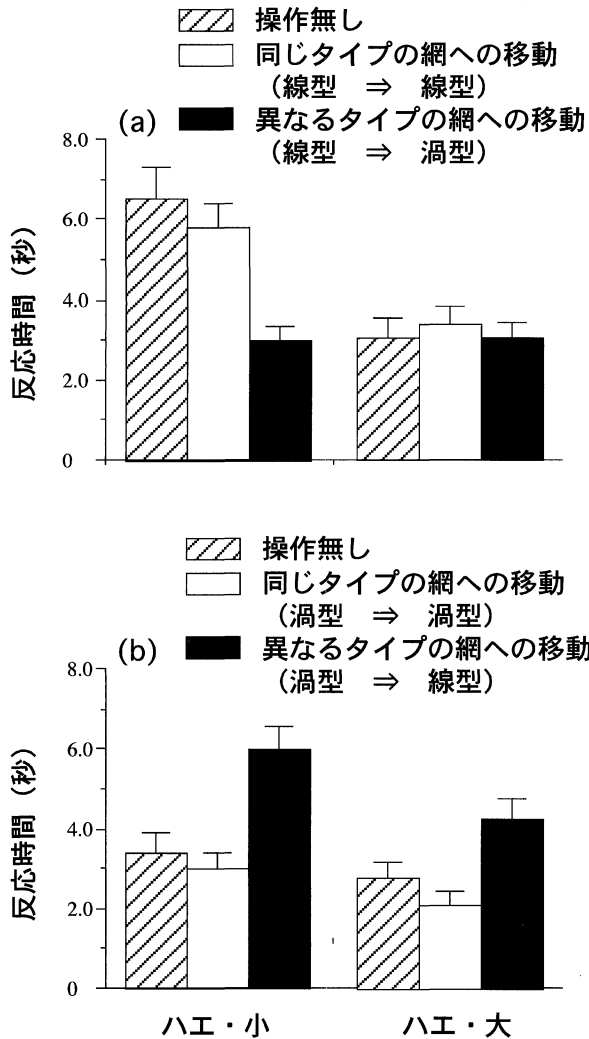 操作無し
同じタイプの網への移動
（線型 ⇒ 線型）
(a)
異なるタイプの網への移動
（線型 ⇒ 渦型）
反応時間（秒）
8.0
6.0
4.0
2.0
0
操作無し
同じタイプの網への移動
（渦型 ⇒ 渦型）
(b)
異なるタイプの網への移動
（渦型 ⇒ 線型）
反応時間（秒）
8.0
6.0
4.0
2.0
0
ハエ・小
ハエ・大